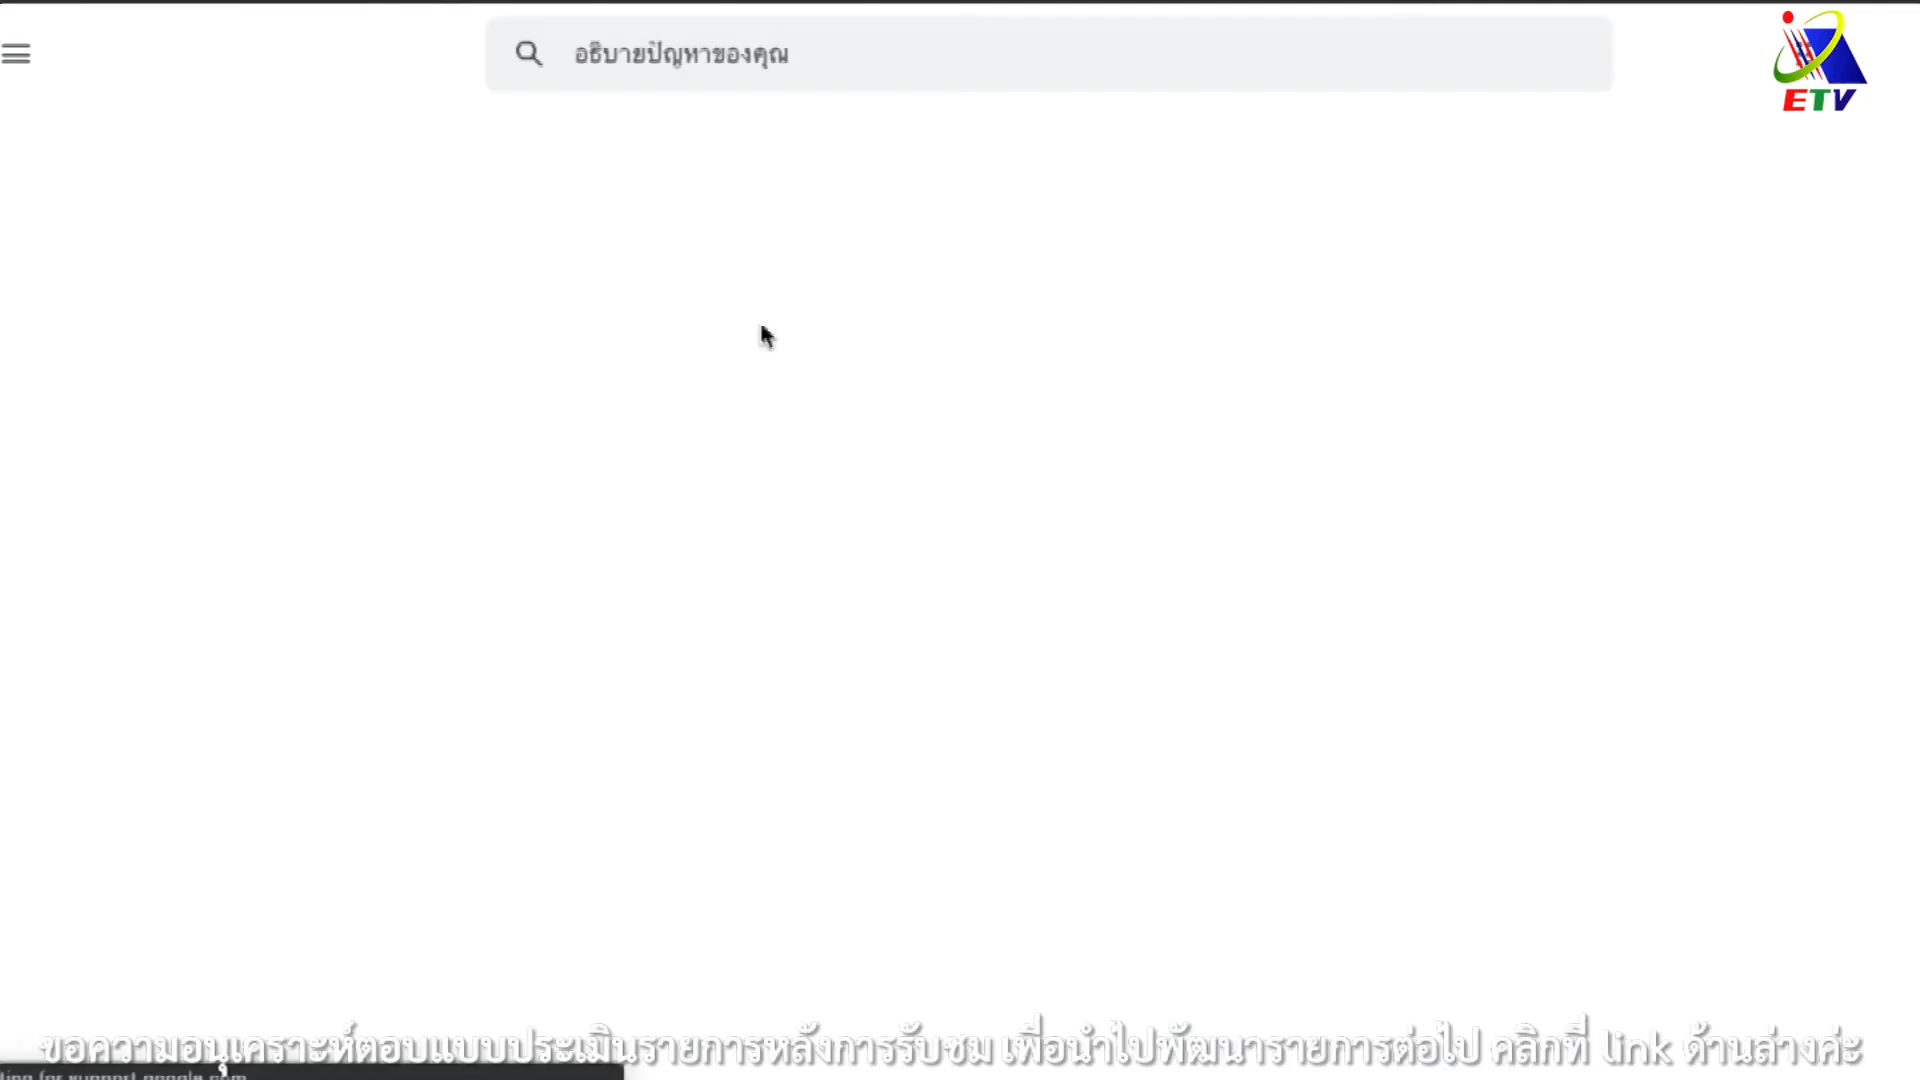 อธิบายปัญหาของคุณ
ETV
ขอความอนุเคราะห์ตอบแบบประเมินรายการหลังการรับชม เพื่อนำไปพัฒนารายการต่อไป คลิกที่ link ด้านล่างค่ะ
for support.google.com